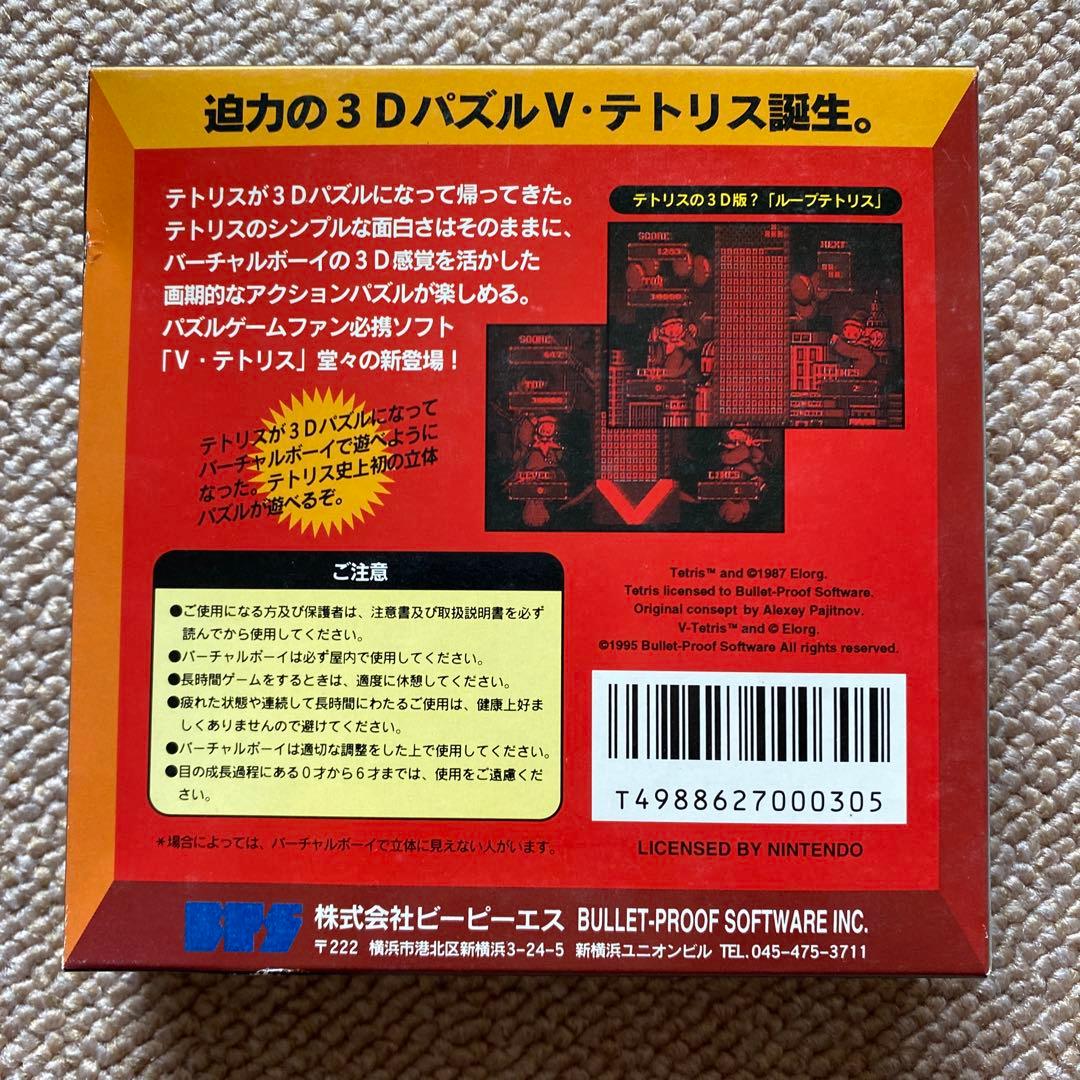 迫力の3DパズルV・テトリス誕生。
テトリスが3Dパズルになって帰ってきた。
テトリスのシンプルな面白さはそのままに、
バーチャルボーイの3D感覚を活かした
画期的なアクションパズルが楽しめる。
パズルゲームファン必携ソフト
「V・テトリス」堂々の新登場！
テトリスの3D版？「ループテトリス」
SCORE
1203
TOP
10000
LEVEL
NEXT
LINES
2
SCORE
TOP
10000
LEVEL
LINES
テトリスが3Dパズルになって
バーチャルボーイで遊べように
なった。テトリス史上初の立体
パズルが遊べるぞ。
ご注意
●ご使用になる方及び保護者は、注意書及び取扱説明書を必ず
読んでから使用してください。
●バーチャルボーイは必ず屋内で使用してください。
●長時間ゲームをするときは、適度に休憩してください。
●疲れた状態や連続して長時間にわたるご使用は、健康上好ま
しくありませんので避けてください。
●バーチャルボーイは適切な調整をした上で使用してください。
●目の成長過程にある0才から6才までは、使用をご遠慮くだ
さい。
*場合によっては、バーチャルボーイで立体に見えない人がいます。
Tetris™ and ©1987 Elorg.
Tetris licensed to Bullet-Proof Software.
Original consept by Alexey Pajitnov.
V-Tetris™ and © Elorg.
©1995 Bullet-Proof Software All rights reserved.
T4988627000305
LICENSED BY NINTENDO
BPS 株式会社ビーピーエス BULLET-PROOF SOFTWARE INC.
〒222 横浜市港北区新横浜3-24-5 新横浜ユニオンビル TEL.045-475-3711